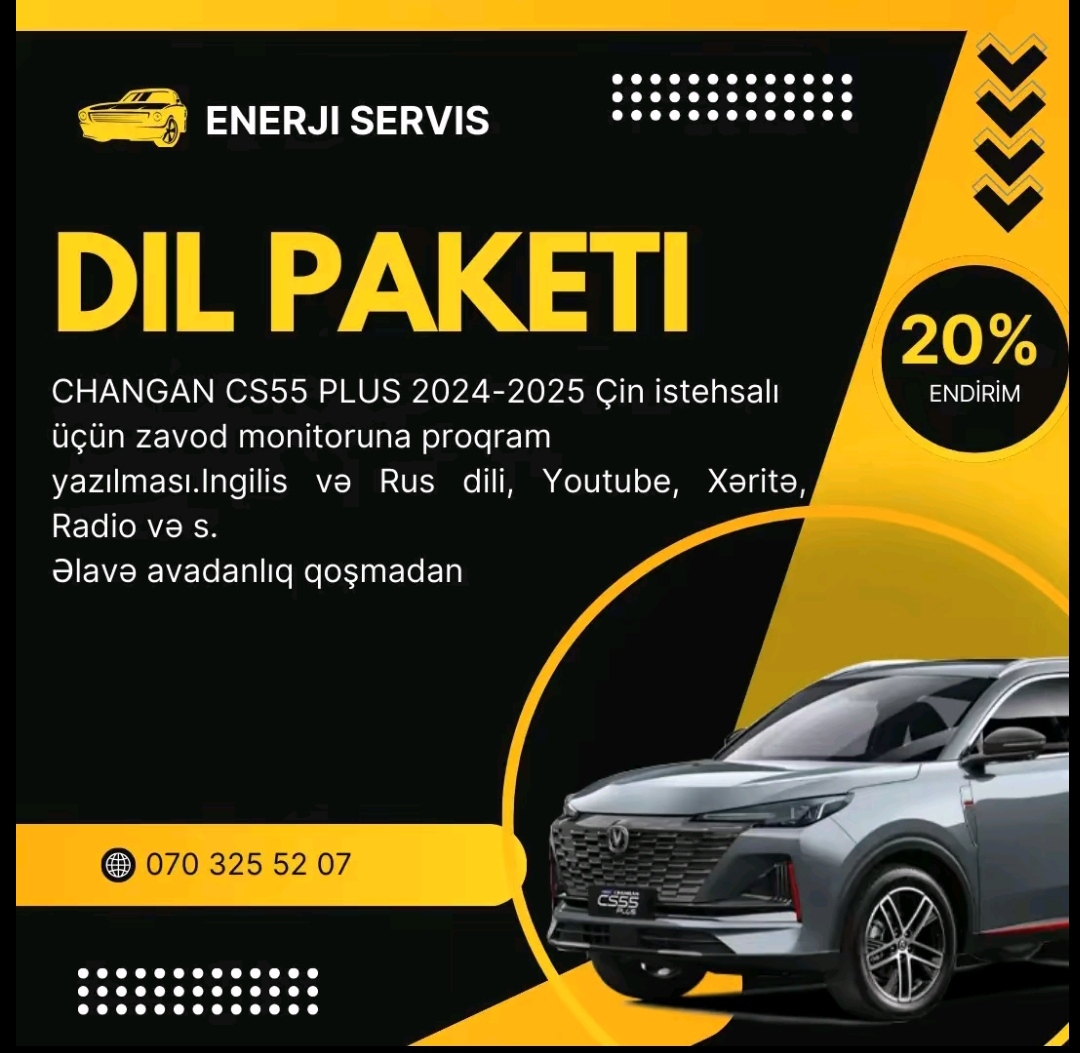 ENERJI SERVIS
DIL PAKETI
20%
ENDİRİM
CHANGAN CS55 PLUS 2024-2025 Çin istehsalı
üçün zavod monitoruna proqram
yazılması.Ingilis və Rus dili, Youtube, Xəritə,
Radio və s.
Əlavə avadanlıq qoşmadan
070 325 52 07
CS55
PLUS